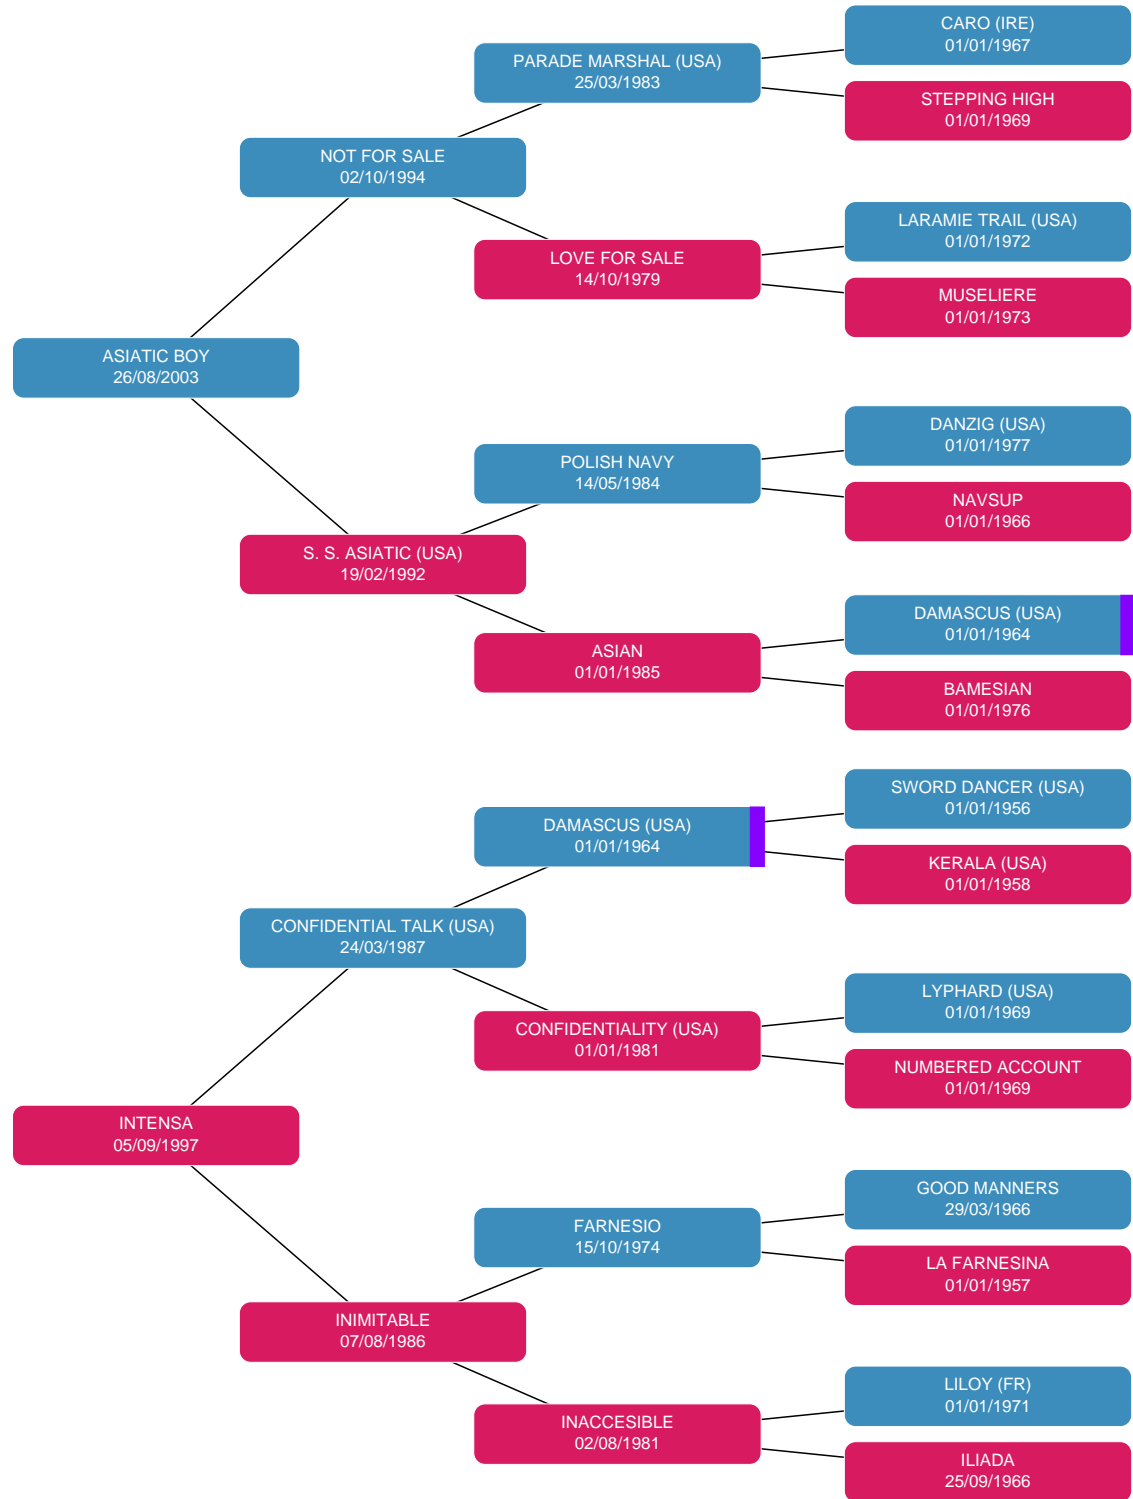 CARO (IRE)
01/01/1967
PARADE MARSHAL (USA)
25/03/1983
STEPPING HIGH
01/01/1969
NOT FOR SALE
02/10/1994
LARAMIE TRAIL (USA)
01/01/1972
LOVE FOR SALE
14/10/1979
MUSELIERE
01/01/1973
ASIATIC BOY
26/08/2003
DANZIG (USA)
01/01/1977
POLISH NAVY
14/05/1984
NAVSUP
01/01/1966
S. S. ASIATIC (USA)
19/02/1992
DAMASCUS (USA)
01/01/1964
ASIAN
01/01/1985
BAMESIAN
01/01/1976
SWORD DANCER (USA)
01/01/1956
DAMASCUS (USA)
01/01/1964
KERALA (USA)
01/01/1958
CONFIDENTIAL TALK (USA)
24/03/1987
LYPHARD (USA)
01/01/1969
CONFIDENTIALITY (USA)
01/01/1981
NUMBERED ACCOUNT
01/01/1969
INTENSA
05/09/1997
GOOD MANNERS
29/03/1966
FARNESIO
15/10/1974
LA FARNESINA
01/01/1957
INIMITABLE
07/08/1986
LILOY (FR)
01/01/1971
INACCESIBLE
02/08/1981
ILIADA
25/09/1966